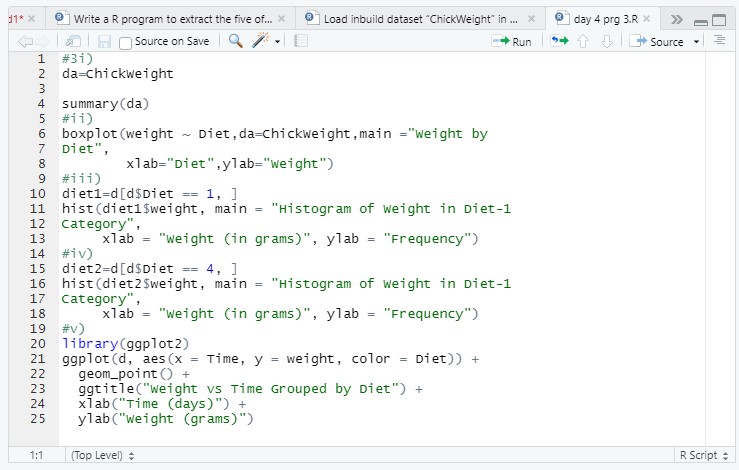 d1* × Write a R program to extract the five of... × Load inbuild dataset "ChickWeight" in ... × day 4 prg 3.R ×
Source on Save Run Source
1 #3i)
2 da=ChickWeight
3
4 summary(da)
5 #ii)
6 boxplot(weight ~ Diet,da=ChickWeight,main ="Weight by
7 Diet",
8 xlab="Diet",ylab="Weight")
9 #iii)
10 diet1=d[d$Diet == 1, ]
11 hist(diet1$weight, main = "Histogram of Weight in Diet-1
12 Category",
13 xlab = "Weight (in grams)", ylab = "Frequency")
14 #iv)
15 diet2=d[d$Diet == 4, ]
16 hist(diet2$weight, main = "Histogram of Weight in Diet-1
17 Category",
18 xlab = "Weight (in grams)", ylab = "Frequency")
19 #v)
20 library(ggplot2)
21 ggplot(d, aes(x = Time, y = weight, color = Diet)) +
22 geom_point() +
23 ggtitle("Weight vs Time Grouped by Diet") +
24 xlab("Time (days)") +
25 ylab("Weight (grams)")
1:1 (Top Level) R Script